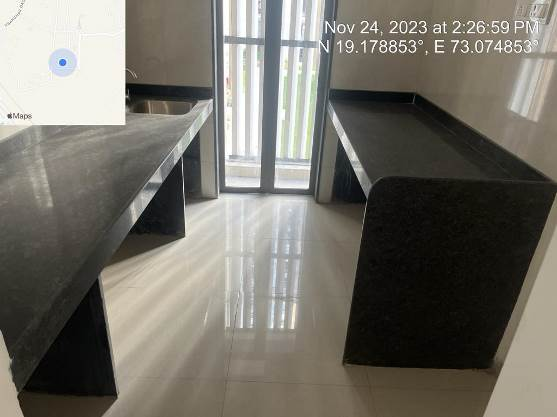 Nov 24, 2023 at 2:26:59 PM
N 19.178853°, E 73.074853°
Maps